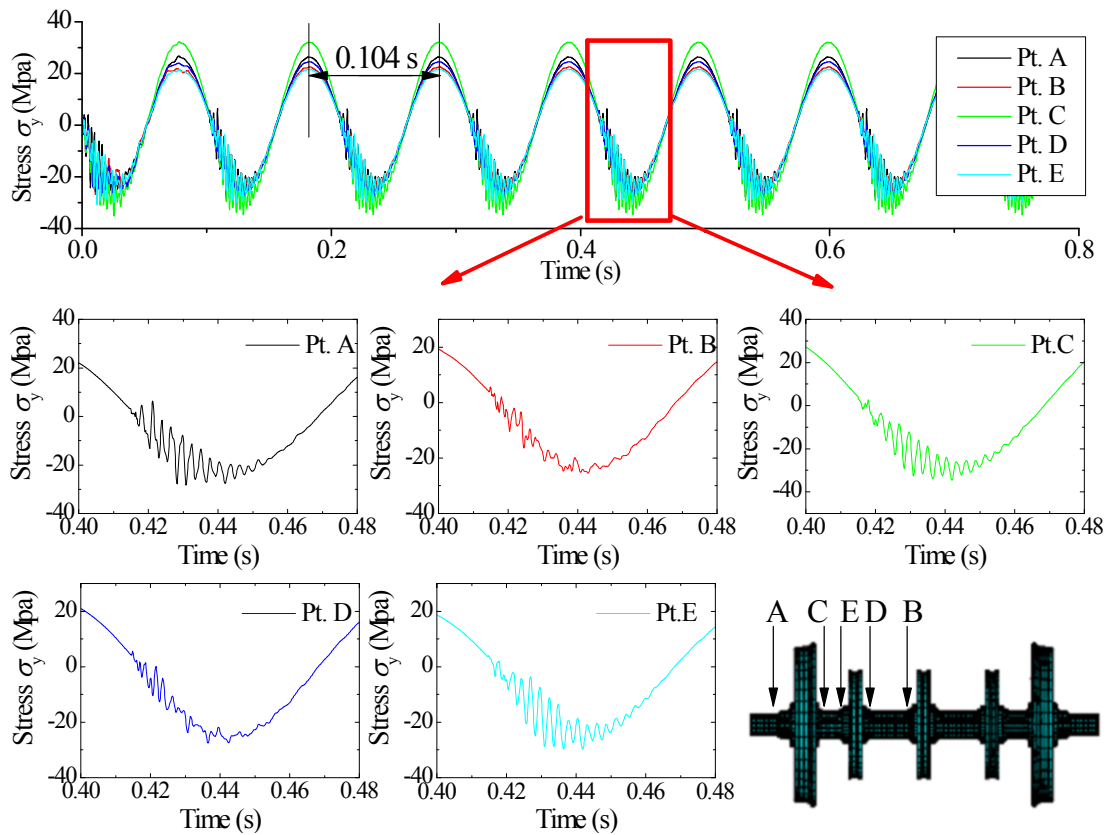 40
20
0
-20
-40
Stress σy (Mpa)
0.104 s
Pt. A
Pt. B
Pt. C
Pt. D
Pt. E
0.0 0.2 0.4 0.6 0.8
Time (s)
40
20
0
-20
-40
Stress σy (Mpa)
Pt. A
0.40 0.42 0.44 0.46 0.48
Time (s)
20
0
-20
-40
Stress σy (Mpa)
Pt. B
0.40 0.42 0.44 0.46 0.48
Time (s)
40
20
0
-20
-40
Stress σy (Mpa)
Pt.C
0.40 0.42 0.44 0.46 0.48
Time (s)
20
0
-20
-40
Stress σy (Mpa)
Pt. D
0.40 0.42 0.44 0.46 0.48
Time (s)
20
0
-20
-40
Stress σy (Mpa)
Pt.E
0.40 0.42 0.44 0.46 0.48
Time (s)
A C E D B